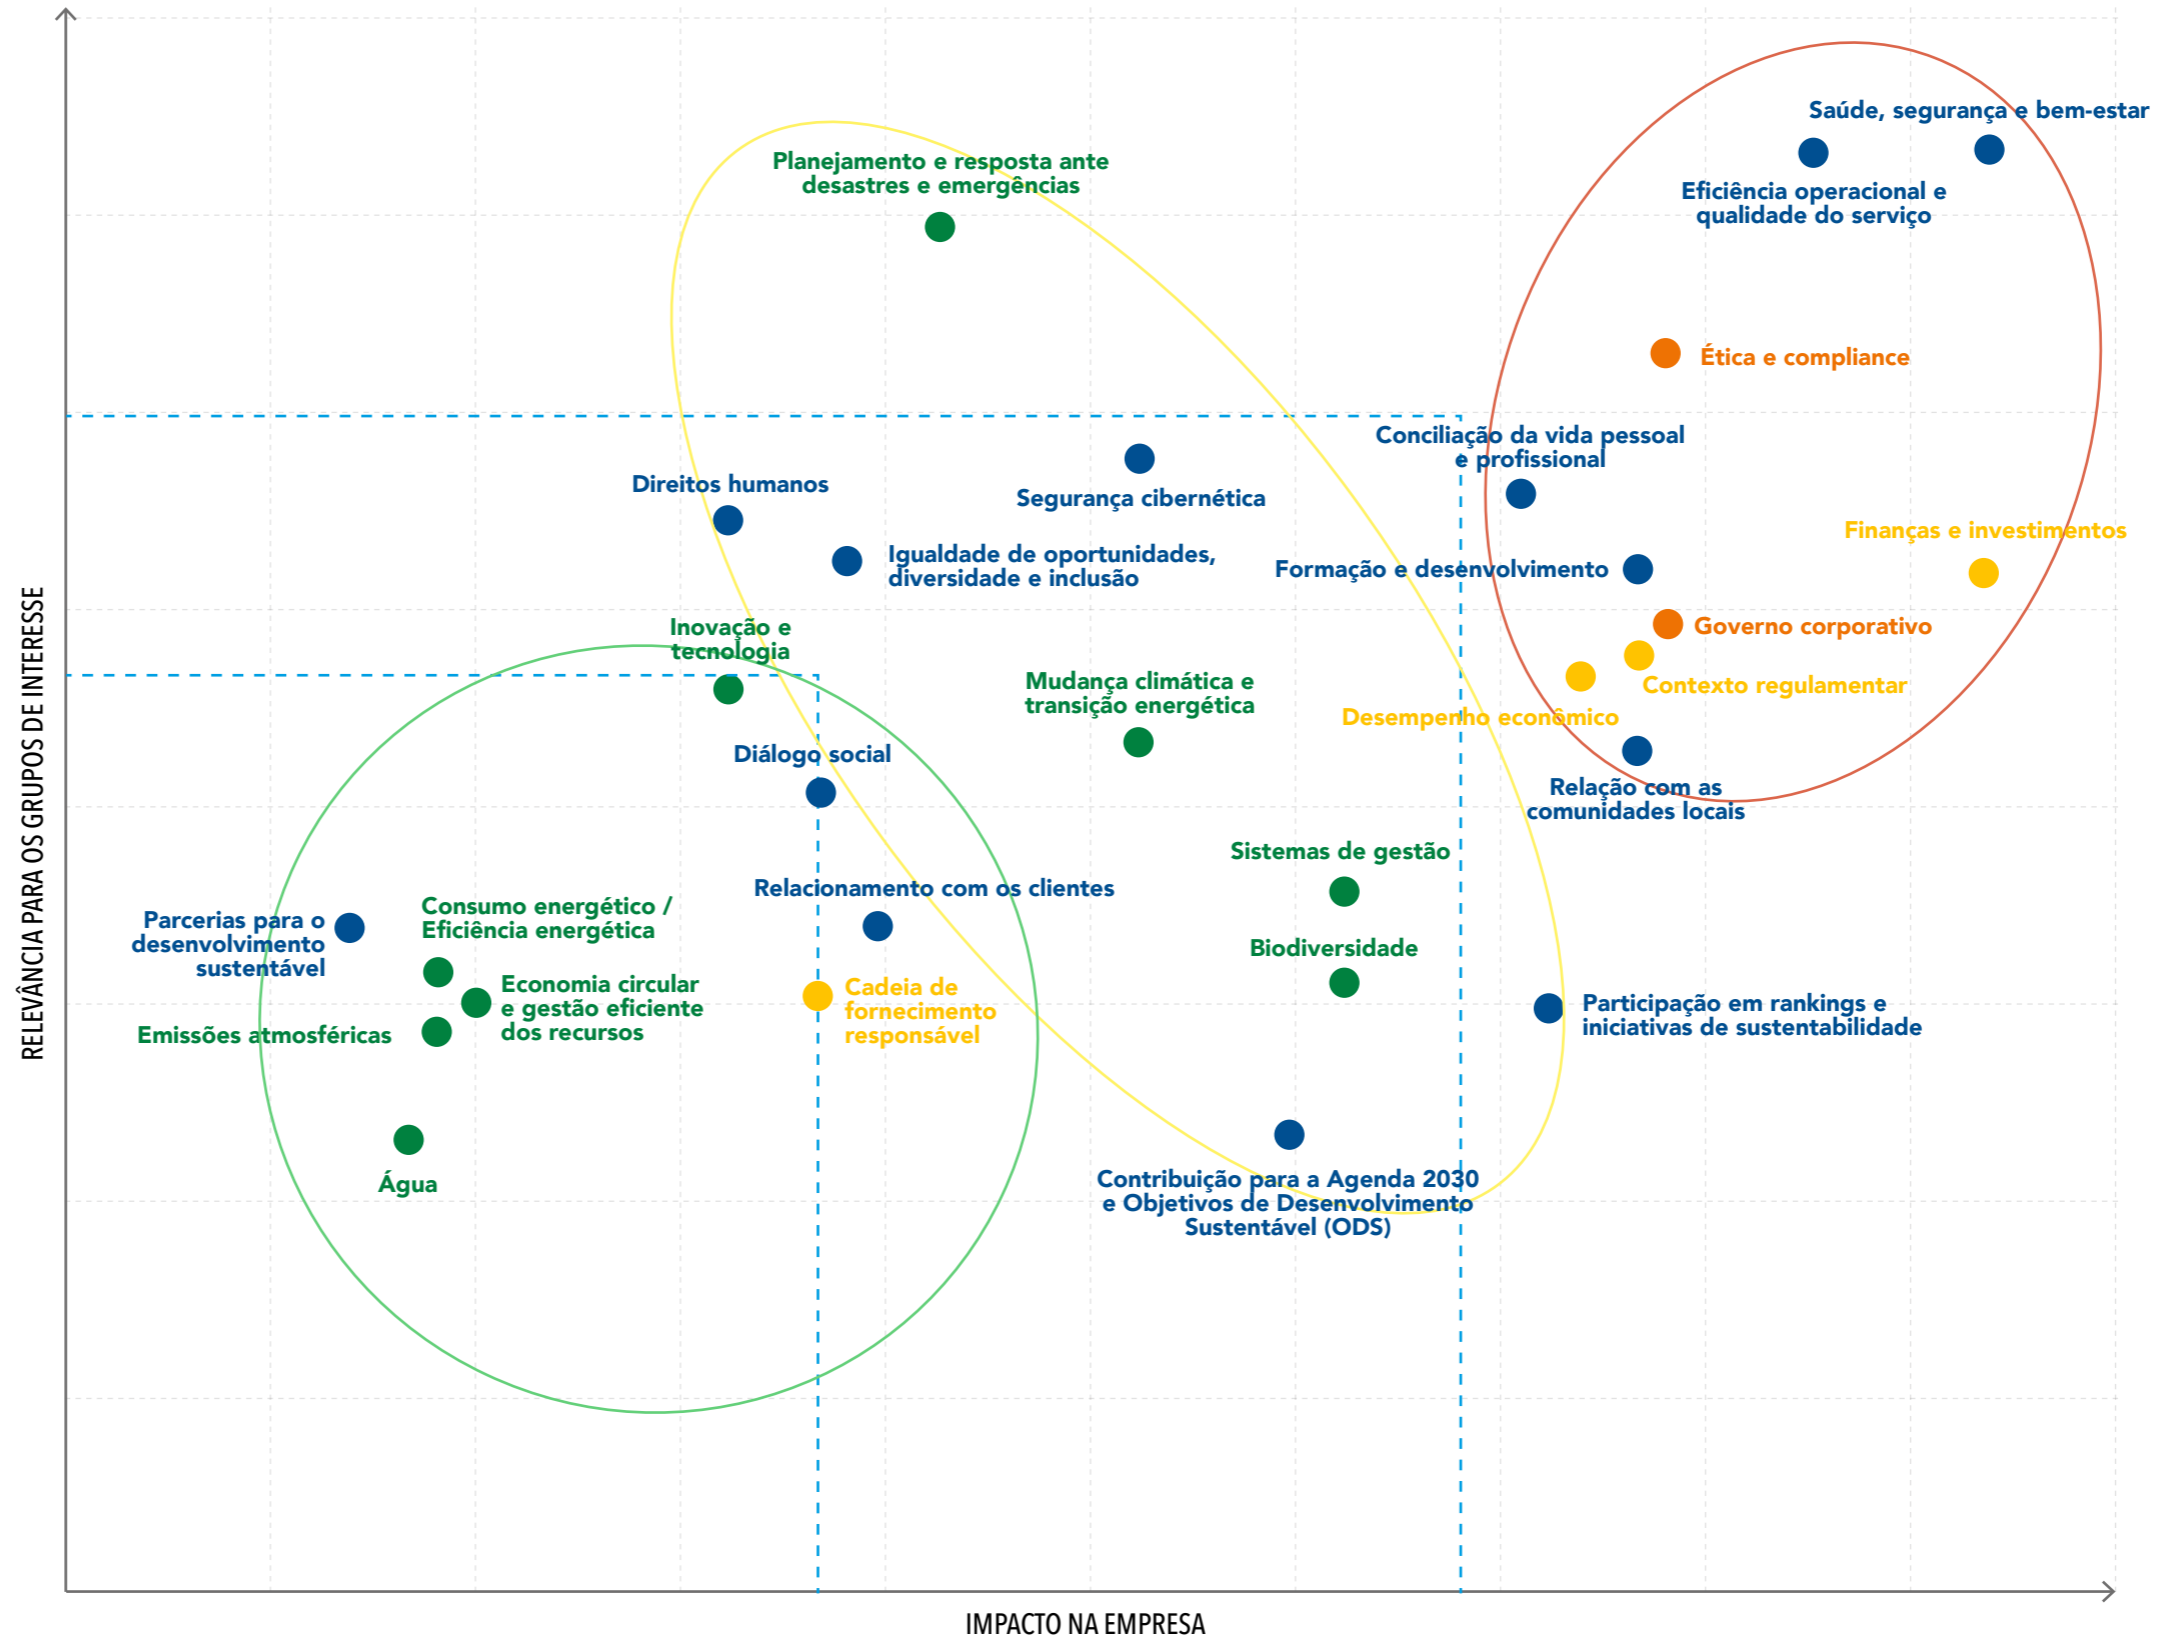 Saúde, segurança e bem-estar
Planejamento e resposta ante
desastres e emergências
Eficiência operacional e
qualidade do serviço
Ética e compliance
Conciliação da vida pessoal
e profissional
Direitos humanos
Segurança cibernética
Finanças e investimentos
Igualdade de oportunidades,
diversidade e inclusão
Formação e desenvolvimento
Inovação e
tecnologia
Governo corporativo
Mudança climática e
transição energética
Contexto regulamentar
Desempenho econômico
Diálogo social
Relação com as
comunidades locais
Sistemas de gestão
Relacionamento com os clientes
Consumo energético /
Eficiência energética
Parcerias para o
desenvolvimento
sustentável
Biodiversidade
Economia circular
e gestão eficiente
dos recursos
Cadeia de
fornecimento
responsável
Participação em rankings e
iniciativas de sustentabilidade
Emissões atmosféricas
Água
Contribuição para a Agenda 2030
e Objetivos de Desenvolvimento
Sustentável (ODS)
RELEVÂNCIA PARA OS GRUPOS DE INTERESSE
IMPACTO NA EMPRESA